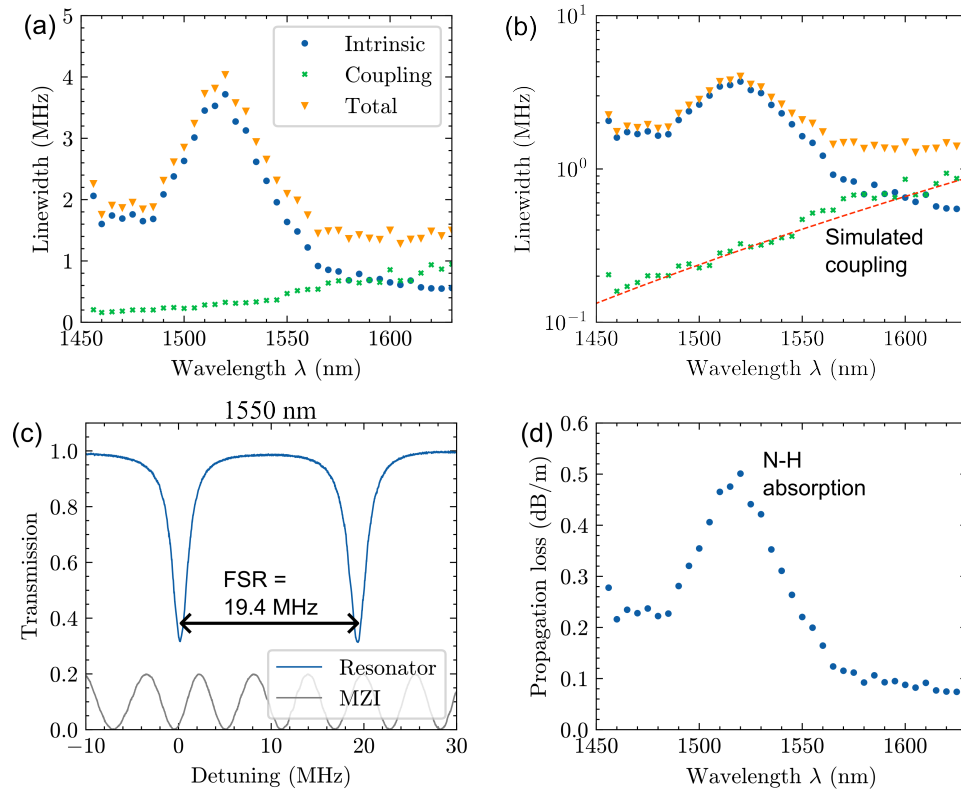 (a)
5
4
3
2
1
0
Linewidth (MHz)
Intrinsic
Coupling
Total
1450
1500
1550
1600
Wavelength λ (nm)
(b)
10¹
10⁰
10⁻¹
Linewidth (MHz)
Simulated
coupling
1450
1500
1550
1600
Wavelength λ (nm)
(c)
1550 nm
1.0
0.8
0.6
0.4
0.2
0.0
Transmission
FSR =
19.4 MHz
Resonator
MZI
−10
0
10
20
30
Detuning (MHz)
(d)
0.6
0.5
0.4
0.3
0.2
0.1
0.0
Propagation loss (dB/m)
N-H
absorption
1450
1500
1550
1600
Wavelength λ (nm)